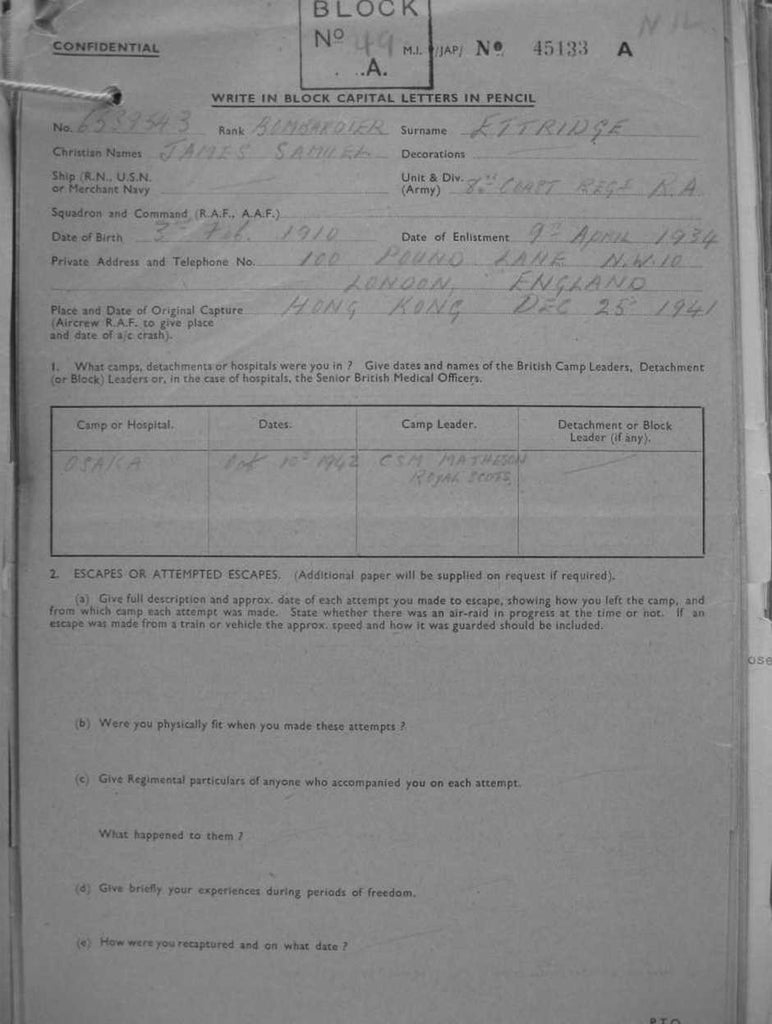 BLOCK
No 49
.. .A.
NIL
CONFIDENTIAL
M.I. /JAP/ No. 45133 A
WRITE IN BLOCK CAPITAL LETTERS IN PENCIL
No. Rank BOMBARDIER Surname ETTRIDGE
Christian Names JAMES SAMUEL Decorations
Ship (R.N., U.S.N. or Merchant Navy
Unit & Div. (Army) 8TH COAST REGT R.A
Squadron and Command (R.A.F., A.A.F.)
Date of Birth 3RD FEB. 1910 Date of Enlistment 9TH APRIL 1934
Private Address and Telephone No. 100 POUND LANE N.W.10
LONDON, ENGLAND
Place and Date of Original Capture HONG KONG DEC 25TH 1941
(Aircrew R.A.F. to give place
and date of a/c crash).
1. What camps, detachments or hospitals were you in ? Give dates and names of the British Camp Leaders, Detachment
(or Block) Leaders or, in the case of hospitals, the Senior British Medical Officers.
Camp or Hospital. Dates. Camp Leader. Detachment or Block Leader (if any).
OSAKA 10TH 1942 CSM MATHESON
ROYAL SCOTS
2. ESCAPES OR ATTEMPTED ESCAPES. (Additional paper will be supplied on request if required).
(a) Give full description and approx. date of each attempt you made to escape, showing how you left the camp, and
from which camp each attempt was made. State whether there was an air-raid in progress at the time or not. If an
escape was made from a train or vehicle the approx. speed and how it was guarded should be included.
ose
(b) Were you physically fit when you made these attempts ?
(c) Give Regimental particulars of anyone who accompanied you on each attempt.
What happened to them ?
(d) Give briefly your experiences during periods of freedom.
(e) How were you recaptured and on what date ?
P.T.O.